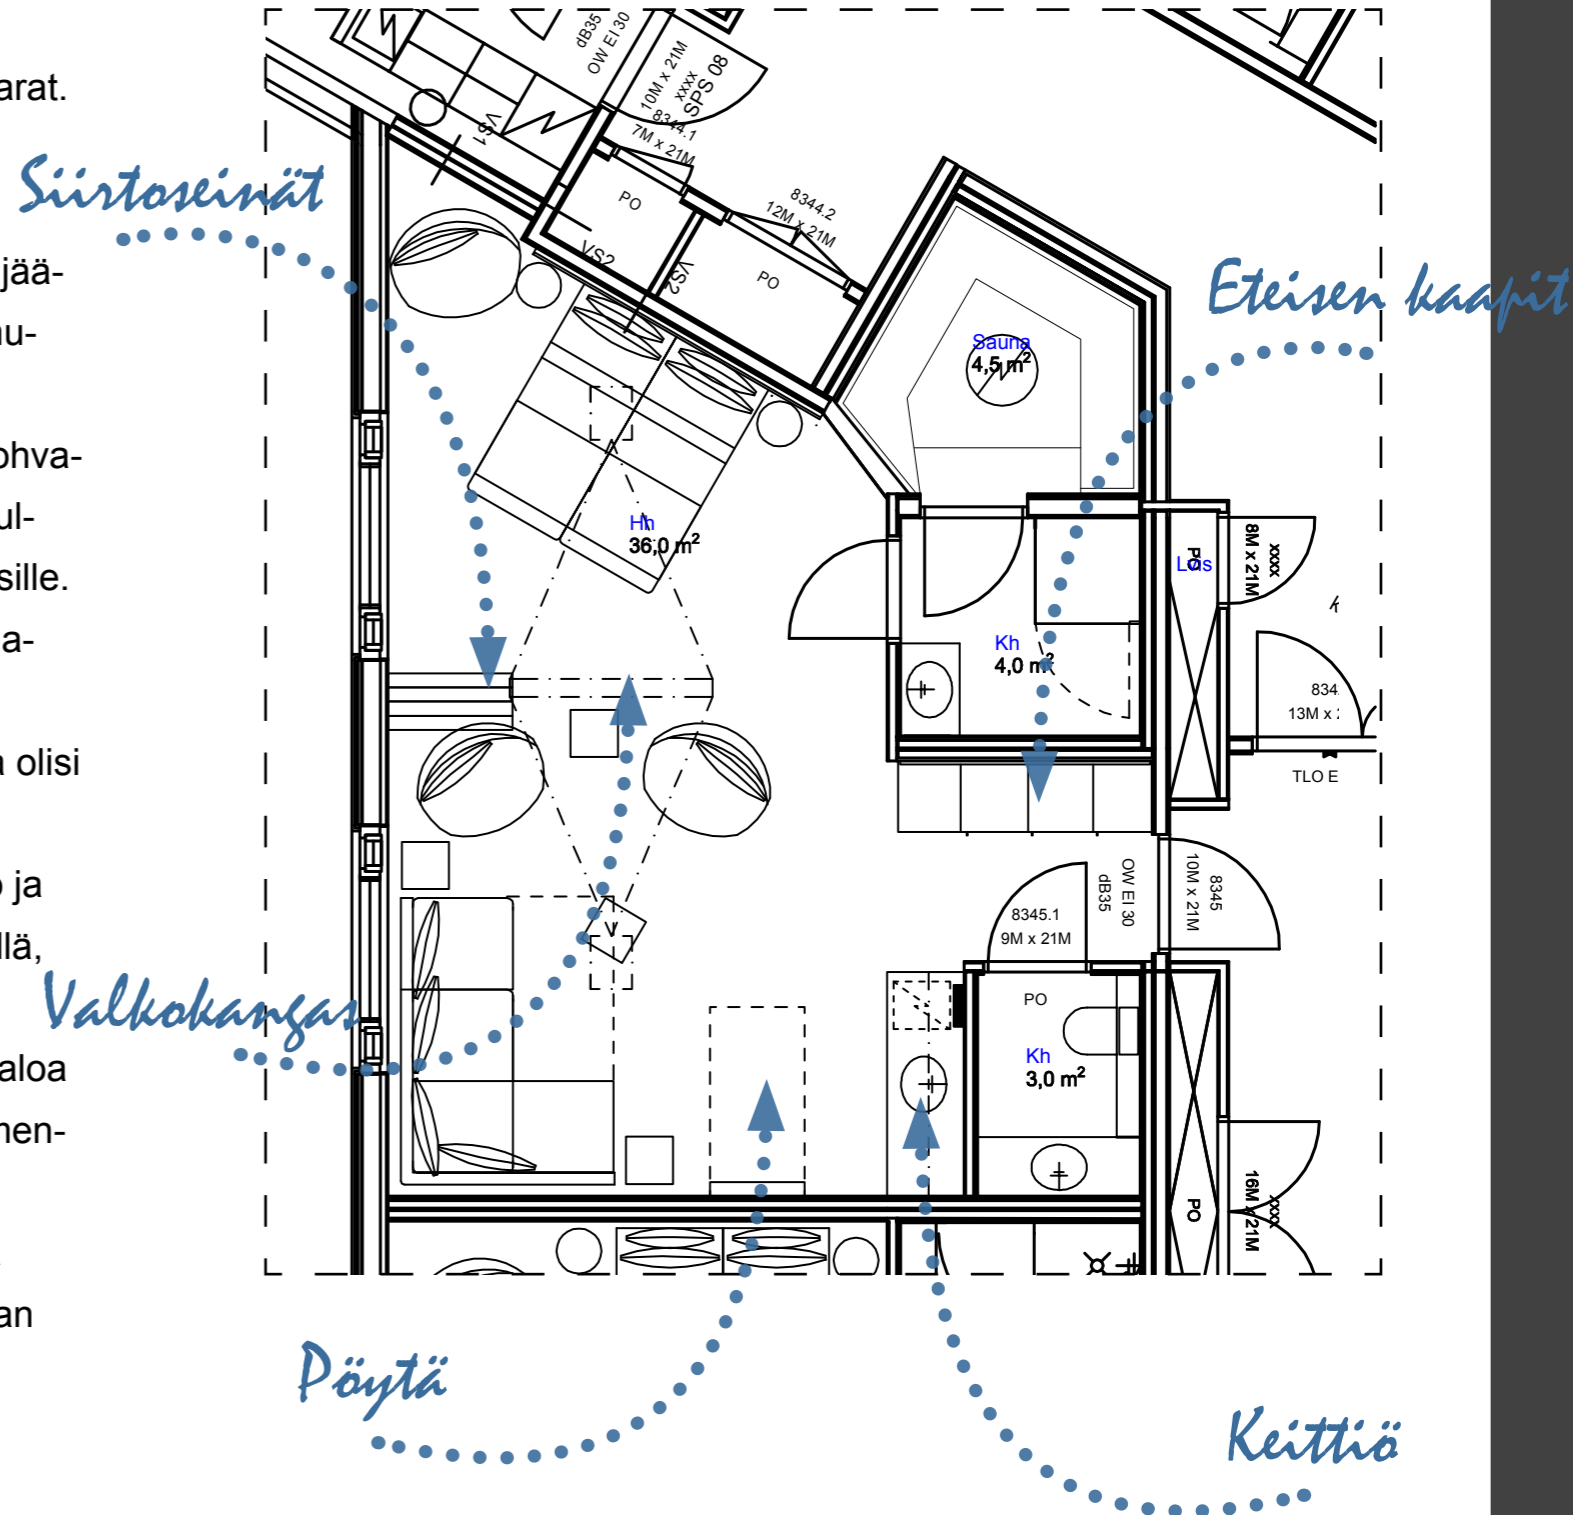 arat.
jää-
nu-
ohva-
ul-
sille.
a-
a olisi
o ja
llä,
aloa
nen-
an
Siirtoseinät
Eteisen kaapit
Valkokangas
Pöytä
Keittiö
dB35
OW EI 30
10M x 21M
xxxx
SPS 08
8344.1
7M x 21M
VS1
PO
8344.2
12M x 21M
VS2
VS2
PO
Sauna
4,5 m²
Hh
36,0 m²
Kh
4,0 m²
PO
Lvis
8M x 21M
xxxx
834
13M x
TLO E
OW EI 30
dB35
10M x 21M
8345
8345.1
9M x 21M
PO
Kh
3,0 m²
PO
16M x 21M
xxxx